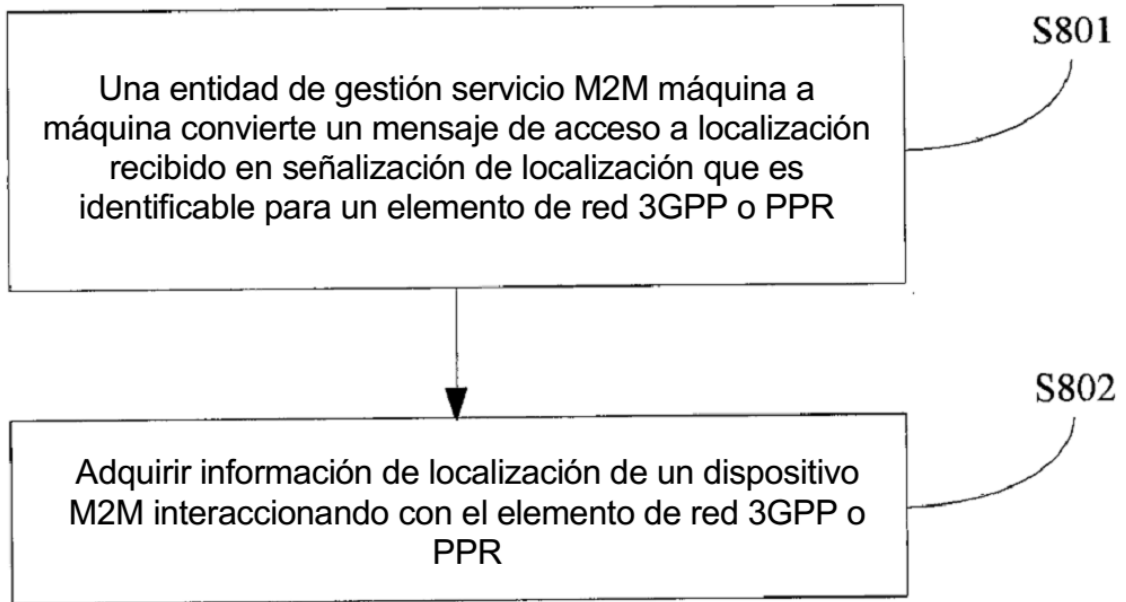 S801
Una entidad de gestión servicio M2M máquina a
máquina convierte un mensaje de acceso a localización
recibido en señalización de localización que es
identificable para un elemento de red 3GPP o PPR
S802
Adquirir información de localización de un dispositivo
M2M interaccionando con el elemento de red 3GPP o
PPR